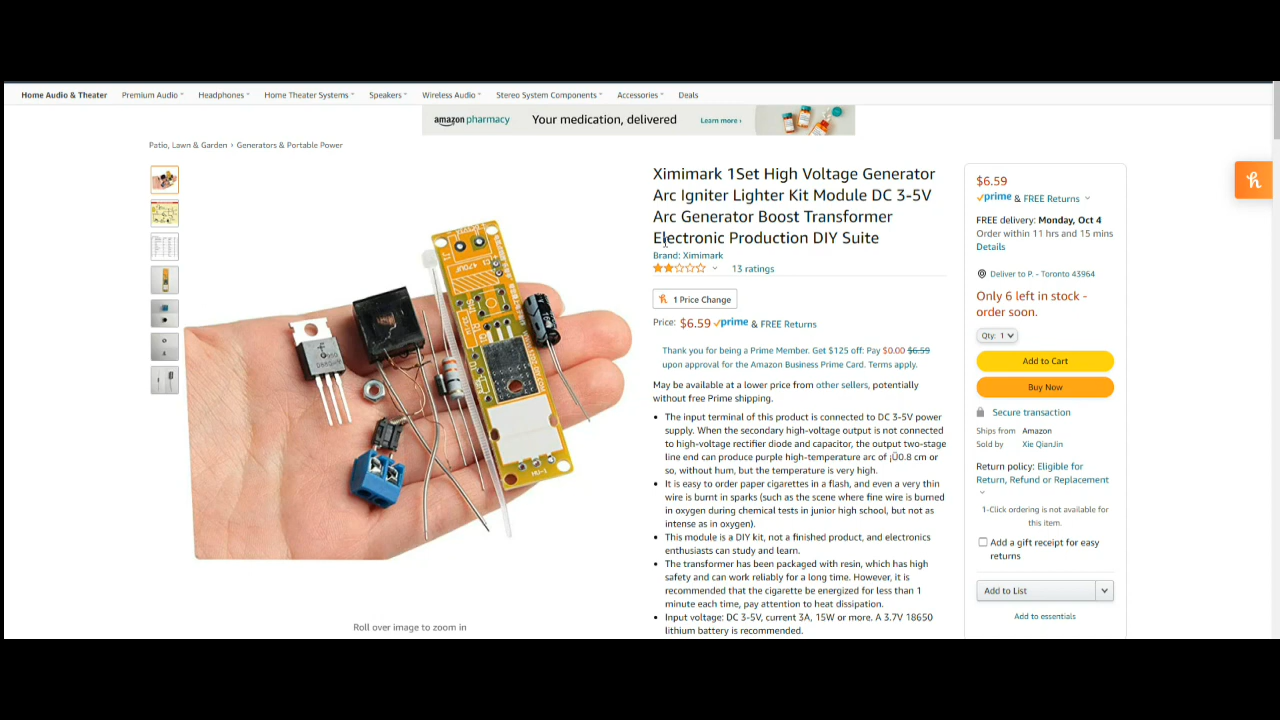 Home Audio & Theater Premium Audio Headphones Home Theater Systems Speakers Wireless Audio Stereo System Components Accessories Deals
amazon pharmacy Your medication, delivered Learn more ›
Patio, Lawn & Garden › Generators & Portable Power
Ximimark 1Set High Voltage Generator
Arc Igniter Lighter Kit Module DC 3-5V
Arc Generator Boost Transformer
Electronic Production DIY Suite
Brand: Ximimark
13 ratings
1 Price Change
Price: $6.59 prime & FREE Returns
Thank you for being a Prime Member. Get $125 off: Pay $0.00 $6.59
upon approval for the Amazon Business Prime Card. Terms apply.
May be available at a lower price from other sellers, potentially
without free Prime shipping.
• The input terminal of this product is connected to DC 3-5V power
supply. When the secondary high-voltage output is not connected
to high-voltage rectifier diode and capacitor, the output two-stage
line end can produce purple high-temperature arc of ¡Ü0.8 cm or
so, without hum, but the temperature is very high.
• It is easy to order paper cigarettes in a flash, and even a very thin
wire is burnt in sparks (such as the scene where fine wire is burned
in oxygen during chemical tests in junior high school, but not as
intense as in oxygen).
• This module is a DIY kit, not a finished product, and electronics
enthusiasts can study and learn.
• The transformer has been packaged with resin, which has high
safety and can work reliably for a long time. However, it is
recommended that the cigarette be energized for less than 1
minute each time, pay attention to heat dissipation.
• Input voltage: DC 3-5V, current 3A, 15W or more. A 3.7V 18650
lithium battery is recommended.
Roll over image to zoom in
$6.59
prime & FREE Returns
FREE delivery: Monday, Oct 4
Order within 11 hrs and 15 mins
Details
Deliver to P. - Toronto 43964
Only 6 left in stock -
order soon.
Qty: 1
Add to Cart
Buy Now
Secure transaction
Ships from Amazon
Sold by Xie QianJin
Return policy: Eligible for
Return, Refund or Replacement
1-Click ordering is not available for
this item.
Add a gift receipt for easy
returns
Add to List
Add to essentials
h
470UF
HU-1